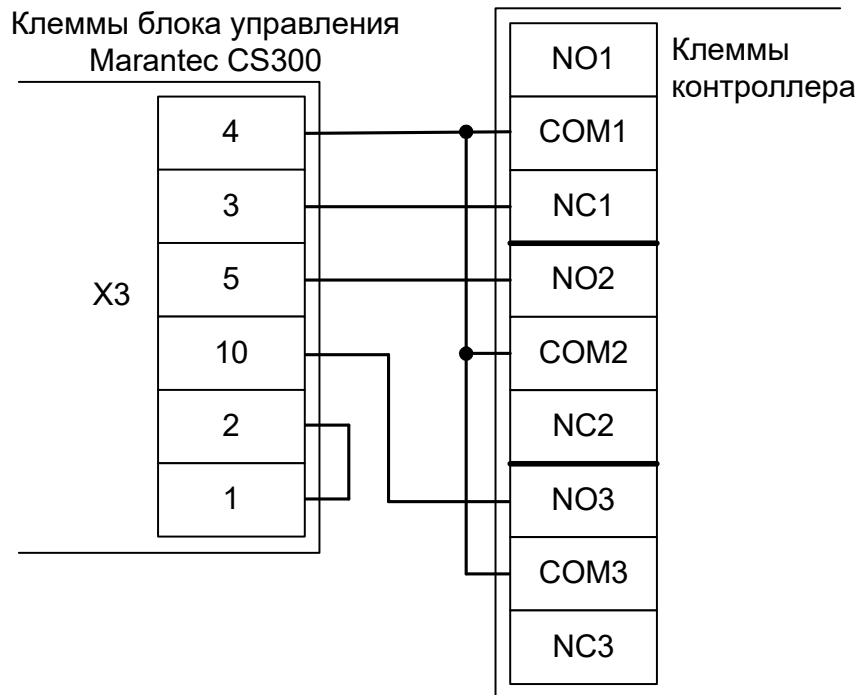 Клеммы блока управления
Marantec CS300
Клеммы
контроллера
X3
4
3
5
10
2
1
NO1
COM1
NC1
NO2
COM2
NC2
NO3
COM3
NC3